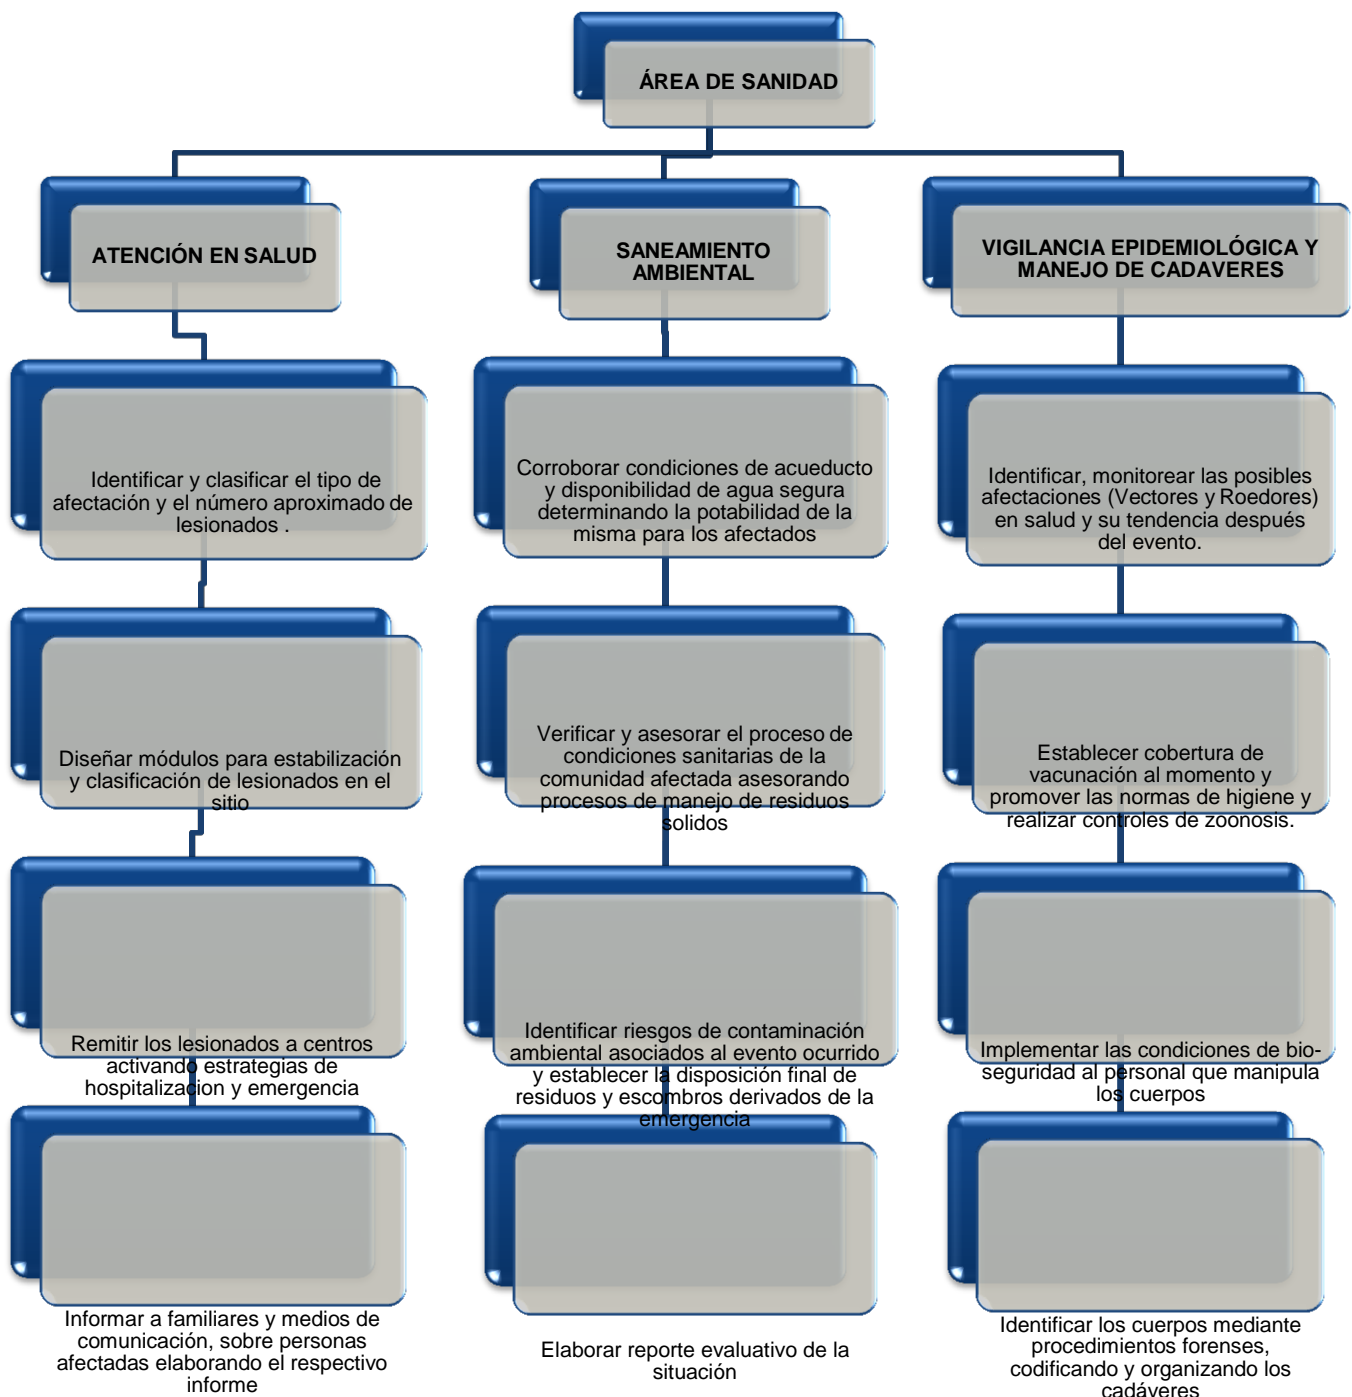 ÁREA DE SANIDAD
ATENCIÓN EN SALUD
SANEAMIENTO
AMBIENTAL
VIGILANCIA EPIDEMIOLÓGICA Y
MANEJO DE CADAVERES
Identificar y clasificar el tipo de
afectación y el número aproximado de
lesionados .
Corroborar condiciones de acueducto
y disponibilidad de agua segura
determinando la potabilidad de la
misma para los afectados
Identificar, monitorear las posibles
afectaciones (Vectores y Roedores)
en salud y su tendencia después
del evento.
Diseñar módulos para estabilización
y clasificación de lesionados en el
sitio
Verificar y asesorar el proceso de
condiciones sanitarias de la
comunidad afectada asesorando
procesos de manejo de residuos
solidos
Establecer cobertura de
vacunación al momento y
promover las normas de higiene y
realizar controles de zoonosis.
Remitir los lesionados a centros
activando estrategias de
hospitalizacion y emergencia
Identificar riesgos de contaminación
ambiental asociados al evento ocurrido
y establecer la disposición final de
residuos y escombros derivados de la
emergencia
Implementar las condiciones de bio-
seguridad al personal que manipula
los cuerpos
Informar a familiares y medios de
comunicación, sobre personas
afectadas elaborando el respectivo
informe
Elaborar reporte evaluativo de la
situación
Identificar los cuerpos mediante
procedimientos forenses,
codificando y organizando los
cadáveres